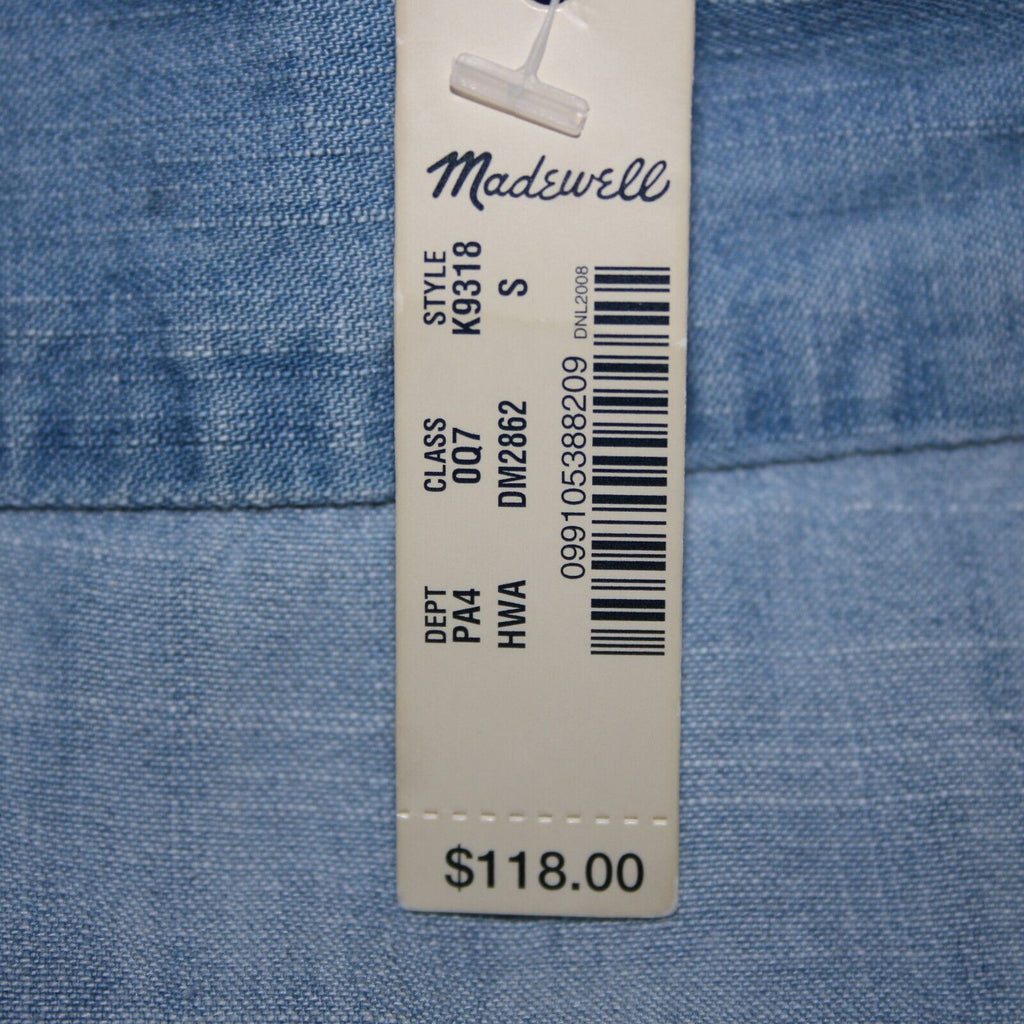 Madewell
DEPT CLASS STYLE
PA4 0Q7 K9318
HWA DM2862 S
099105388209 DNL2008
$118.00